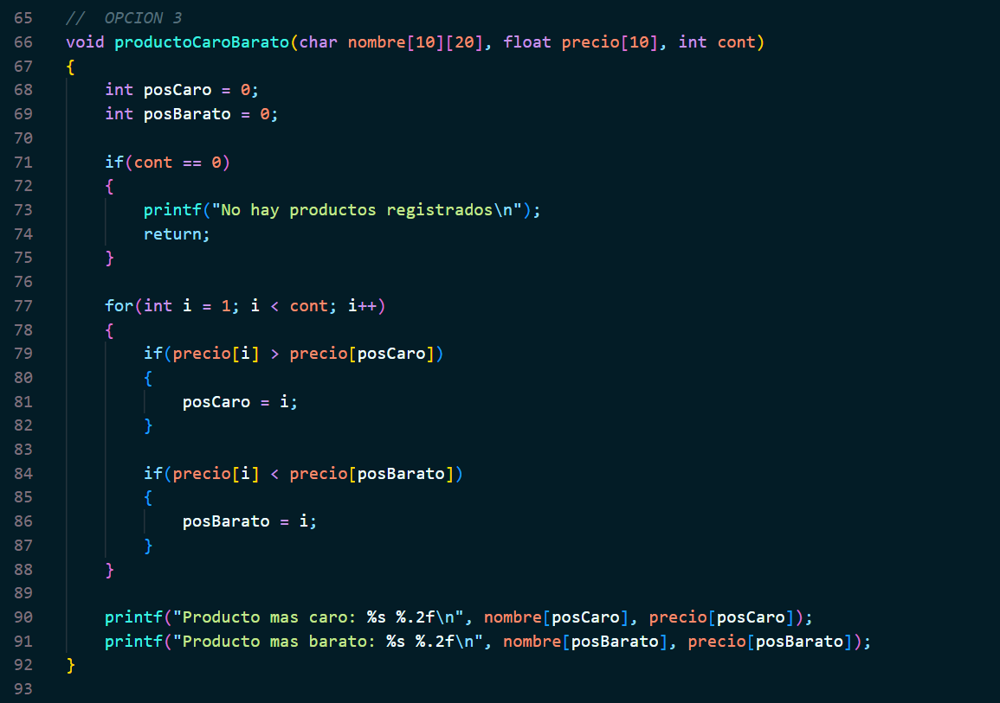 65 // OPCION 3
66 void productoCaroBarato(char nombre[10][20], float precio[10], int cont)
67 {
68 int posCaro = 0;
69 int posBarato = 0;
70
71 if(cont == 0)
72 {
73 printf("No hay productos registrados\n");
74 return;
75 }
76
77 for(int i = 1; i < cont; i++)
78 {
79 if(precio[i] > precio[posCaro])
80 {
81 posCaro = i;
82 }
83
84 if(precio[i] < precio[posBarato])
85 {
86 posBarato = i;
87 }
88 }
89
90 printf("Producto mas caro: %s %.2f\n", nombre[posCaro], precio[posCaro]);
91 printf("Producto mas barato: %s %.2f\n", nombre[posBarato], precio[posBarato]);
92 }
93